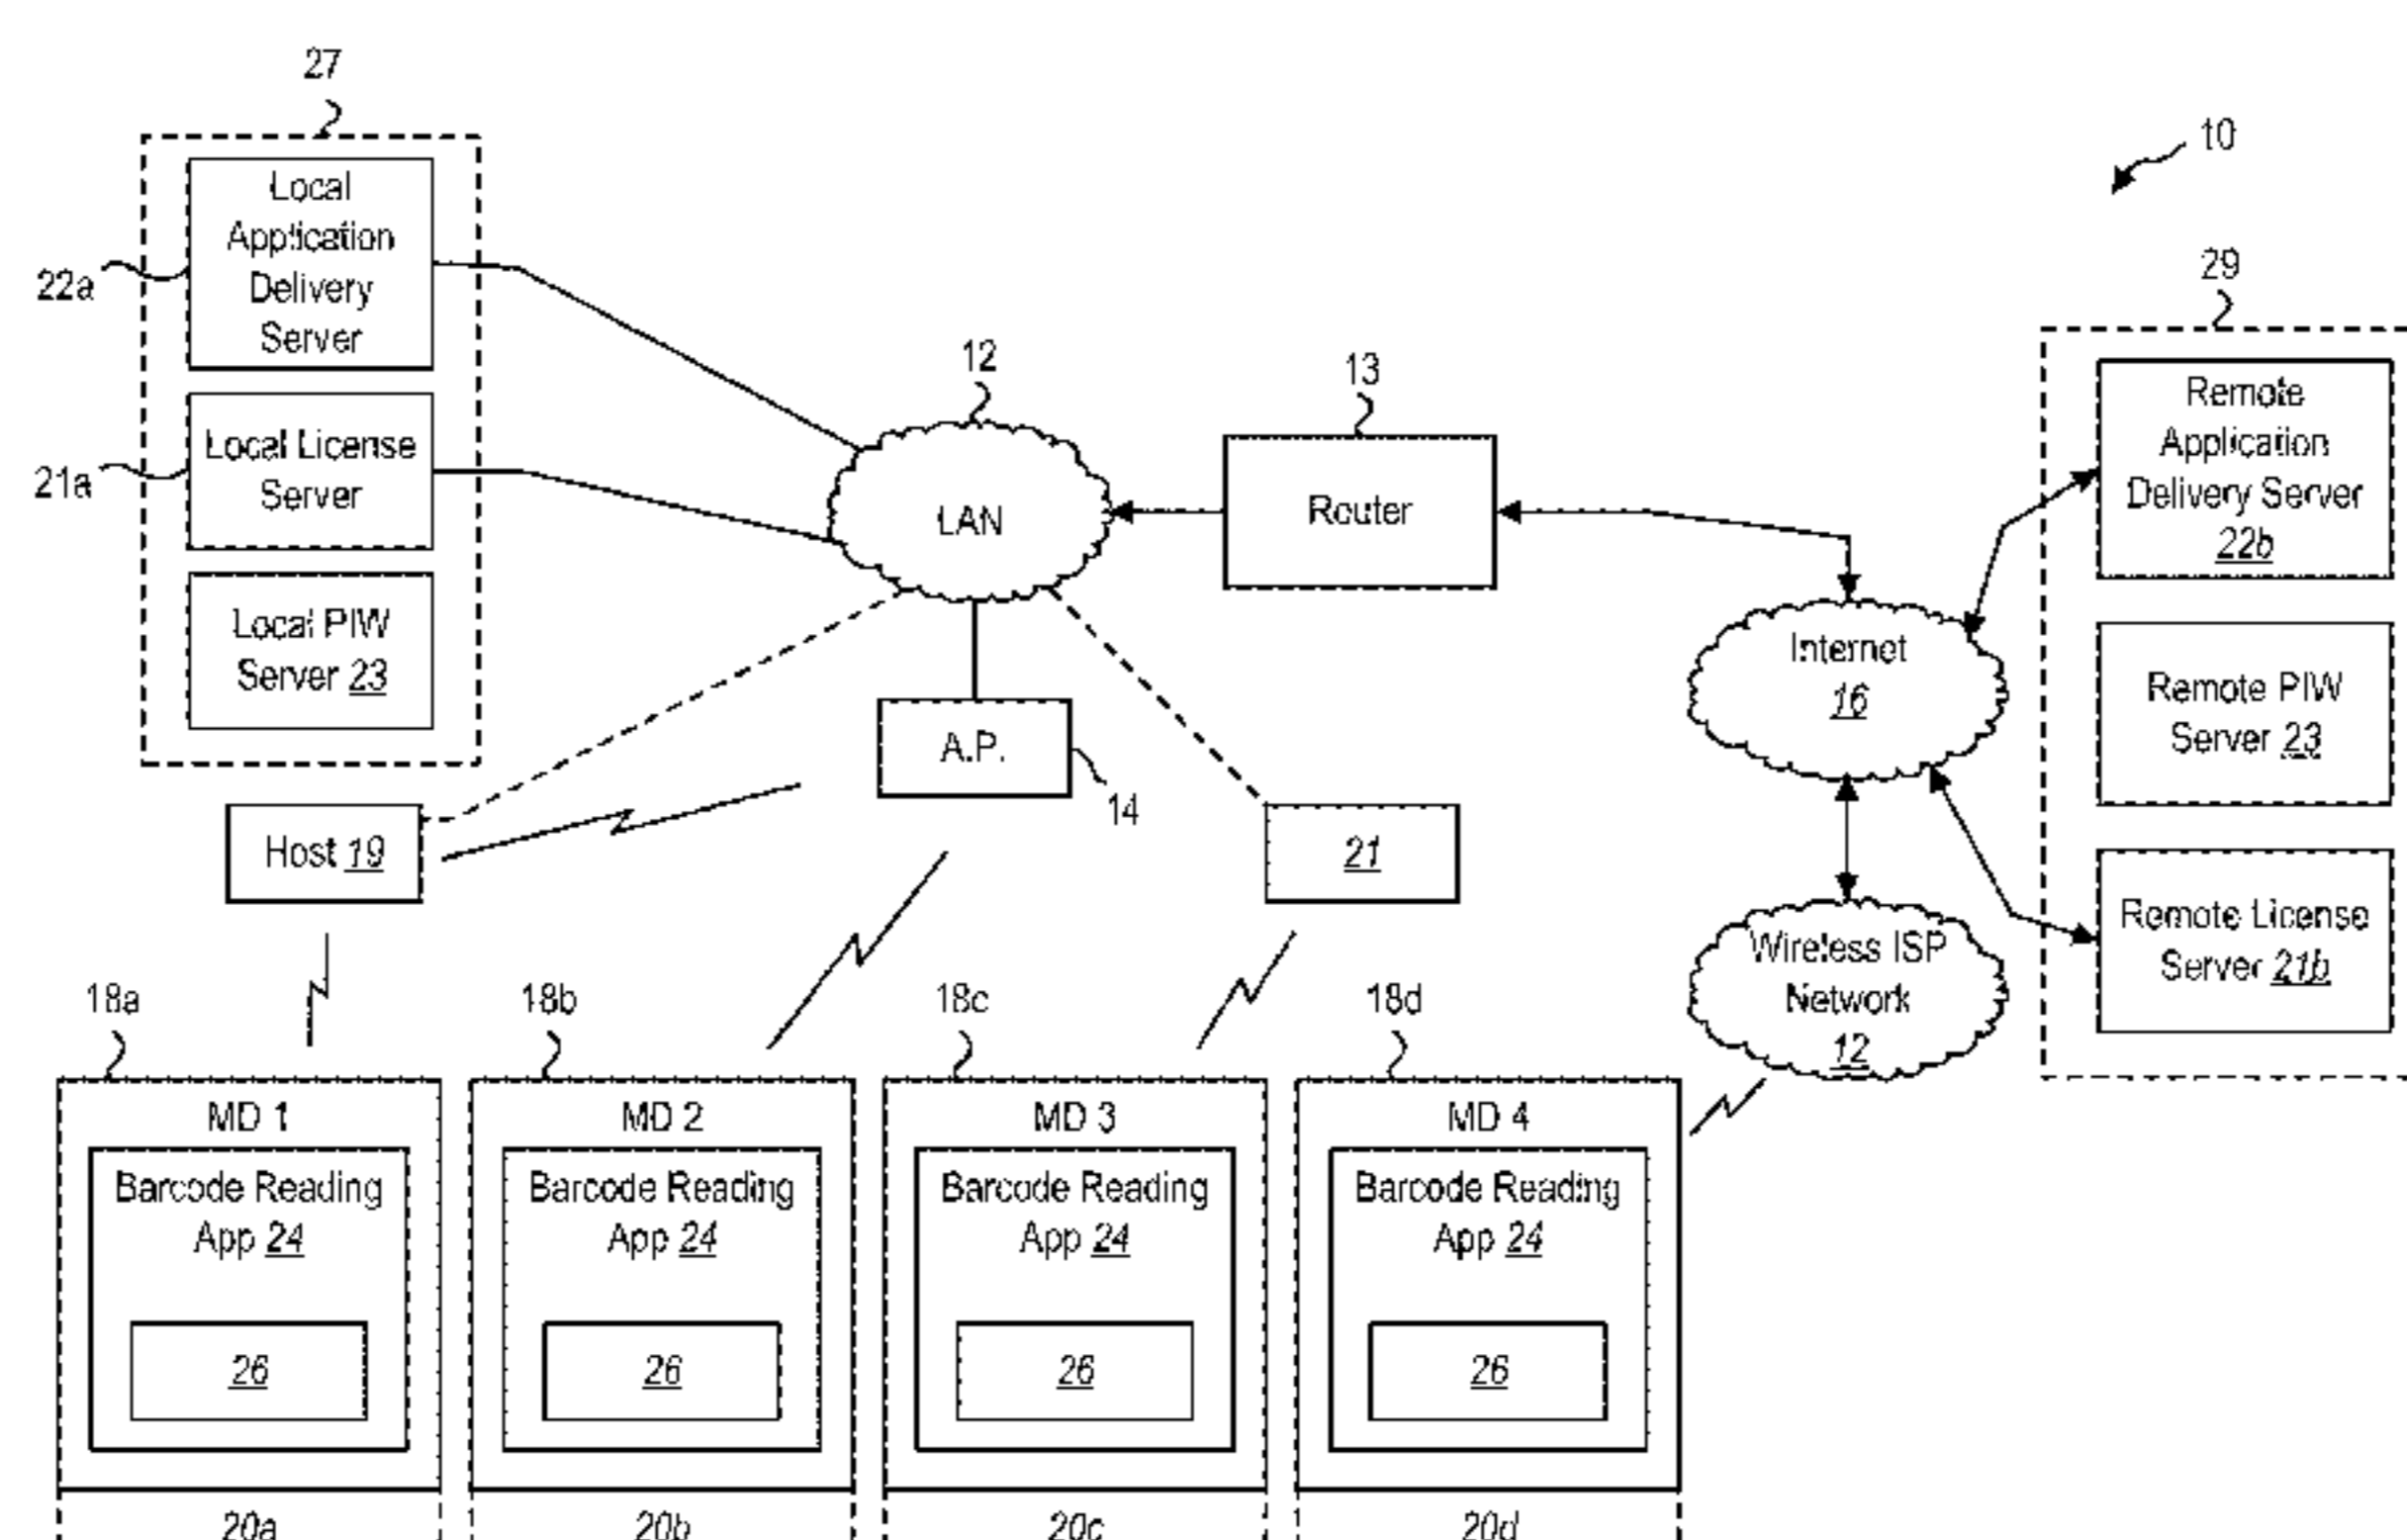 27
10
Local
Application
Delivery
Server
22a
29
12
13
Remote
Application
Delivery Server
22b
Local License
Server
21a
LAN
Router
Local PIW
Server 23
Internet
16
Remote PIW
Server 23
A.P.
14
Host 19
21
Remote License
Server 21b
Wireless ISP
Network
12
18a
18b
18c
18d
MD 1
MD 2
MD 3
MD 4
Barcode Reading
App 24
Barcode Reading
App 24
Barcode Reading
App 24
Barcode Reading
App 24
26
26
26
26
20a
20b
20c
20d